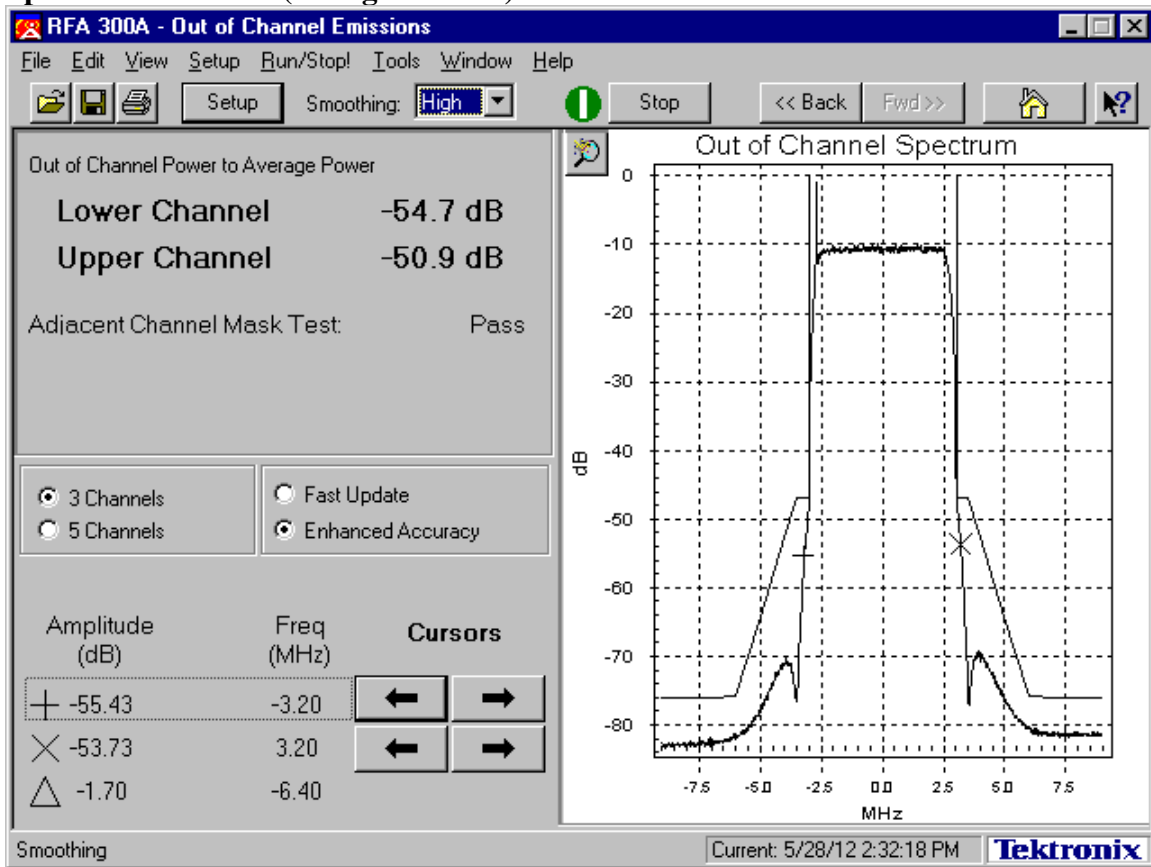 RFA 300A - Out of Channel Emissions
File Edit View Setup Run/Stop! Tools Window Help
Setup Smoothing: High Stop << Back Fwd >>
Out of Channel Power to Average Power
Lower Channel -54.7 dB
Upper Channel -50.9 dB
Adjacent Channel Mask Test: Pass
3 Channels
5 Channels
Fast Update
Enhanced Accuracy
Amplitude (dB) Freq (MHz) Cursors
-55.43 -3.20
-53.73 3.20
-1.70 -6.40
Out of Channel Spectrum
0
-10
-20
-30
-40
-50
-60
-70
-80
dB
-7.5 -5.0 -2.5 0.0 2.5 5.0 7.5
MHz
Smoothing
Current: 5/28/12 2:32:18 PM
Tektronix